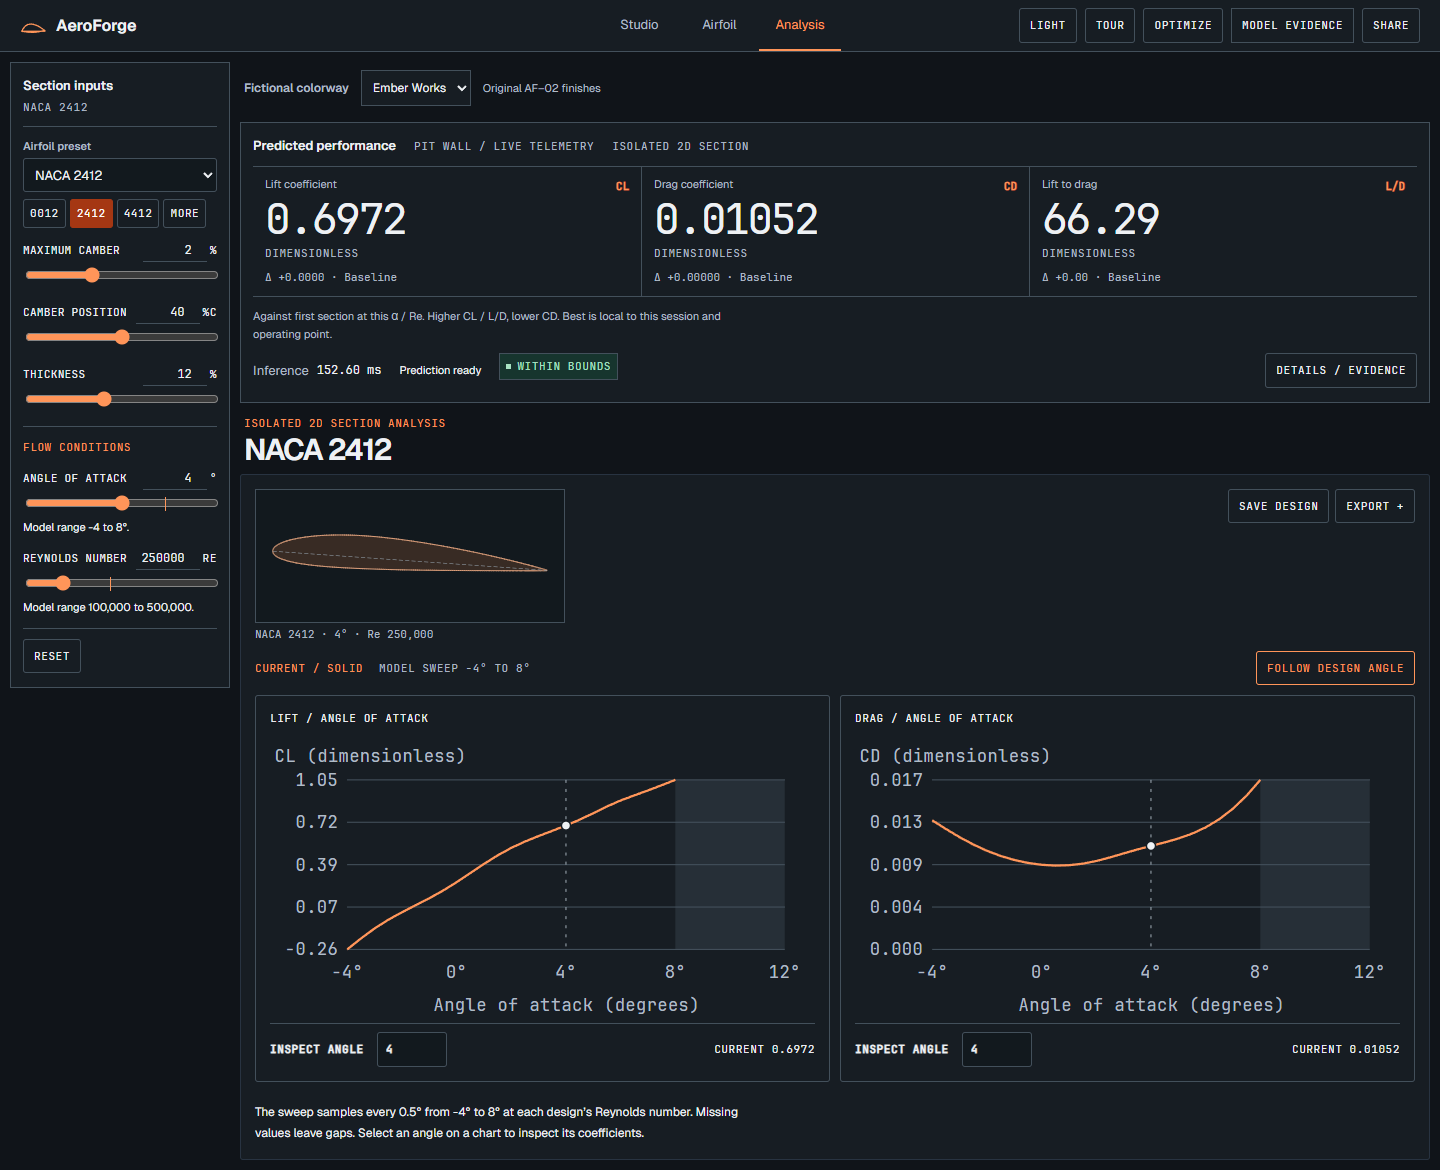 AeroForge
Studio
Airfoil
Analysis
LIGHT
TOUR
OPTIMIZE
MODEL EVIDENCE
SHARE
Section inputs
NACA 2412
Airfoil preset
NACA 2412
0012
2412
4412
MORE
MAXIMUM CAMBER 2 %
CAMBER POSITION 40 %C
THICKNESS 12 %
FLOW CONDITIONS
ANGLE OF ATTACK 4 °
Model range -4 to 8°.
REYNOLDS NUMBER 250000 RE
Model range 100,000 to 500,000.
RESET
Fictional colorway Ember Works Original AF-02 finishes
Predicted performance PIT WALL / LIVE TELEMETRY ISOLATED 2D SECTION
Lift coefficient CL
0.6972
DIMENSIONLESS
Δ +0.0000 · Baseline
Drag coefficient CD
0.01052
DIMENSIONLESS
Δ +0.00000 · Baseline
Lift to drag L/D
66.29
DIMENSIONLESS
Δ +0.00 · Baseline
Against first section at this α / Re. Higher CL / L/D, lower CD. Best is local to this session and
operating point.
Inference 152.60 ms Prediction ready WITHIN BOUNDS
DETAILS / EVIDENCE
ISOLATED 2D SECTION ANALYSIS
NACA 2412
SAVE DESIGN
EXPORT +
NACA 2412 · 4° · Re 250,000
CURRENT / SOLID MODEL SWEEP -4° TO 8°
FOLLOW DESIGN ANGLE
LIFT / ANGLE OF ATTACK
CL (dimensionless)
1.05
0.72
0.39
0.07
-0.26
-4° 0° 4° 8° 12°
Angle of attack (degrees)
INSPECT ANGLE 4 CURRENT 0.6972
DRAG / ANGLE OF ATTACK
CD (dimensionless)
0.017
0.013
0.009
0.004
0.000
-4° 0° 4° 8° 12°
Angle of attack (degrees)
INSPECT ANGLE 4 CURRENT 0.01052
The sweep samples every 0.5° from -4° to 8° at each design's Reynolds number. Missing
values leave gaps. Select an angle on a chart to inspect its coefficients.